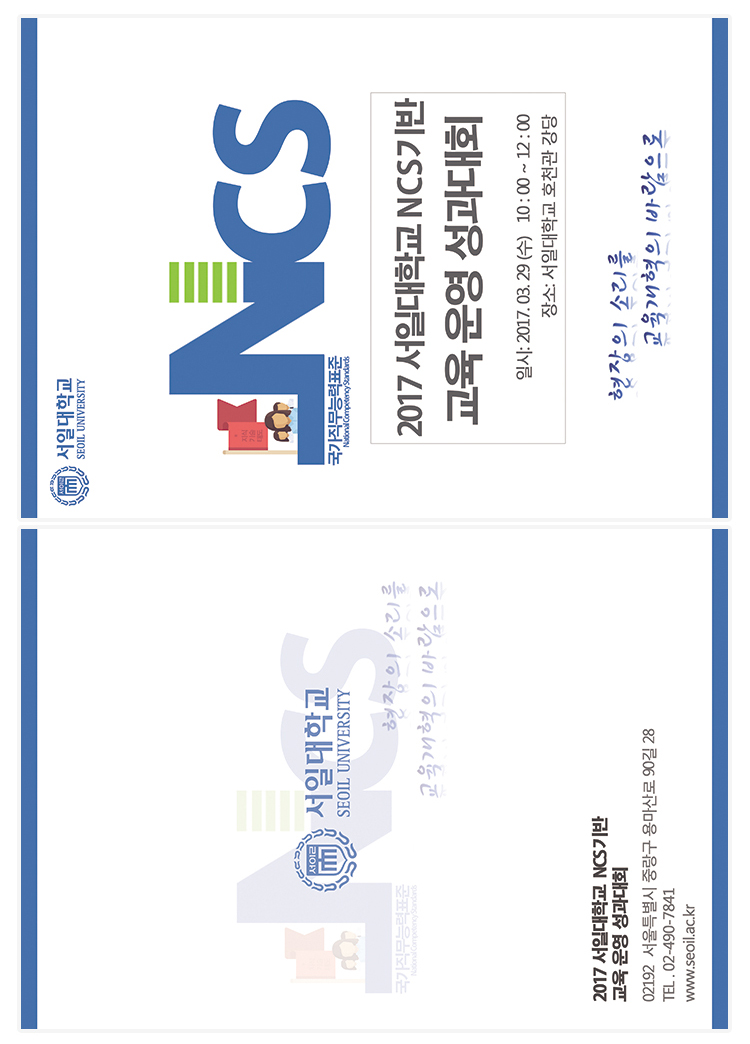 서일대학교
SEOIL UNIVERSITY
NCS
국가직무능력표준
National Competency Standards
2017 서일대학교 NCS기반
교육 운영 성과대회
일시: 2017. 03. 29 (수) 10 : 00 ~ 12 : 00
장소: 서일대학교 호천관 강당
현장의 소리를
교육개혁의 바람으로
서일대학교
SEOIL UNIVERSITY
서이리
NCS
국가직무능력표준
National Competency Standards
현장의 소리를
교육개혁의 바람으로
2017 서일대학교 NCS기반
교육 운영 성과대회
02192 서울특별시 중랑구 용마산로 90길 28
TEL . 02-490-7841
www.seoil.ac.kr